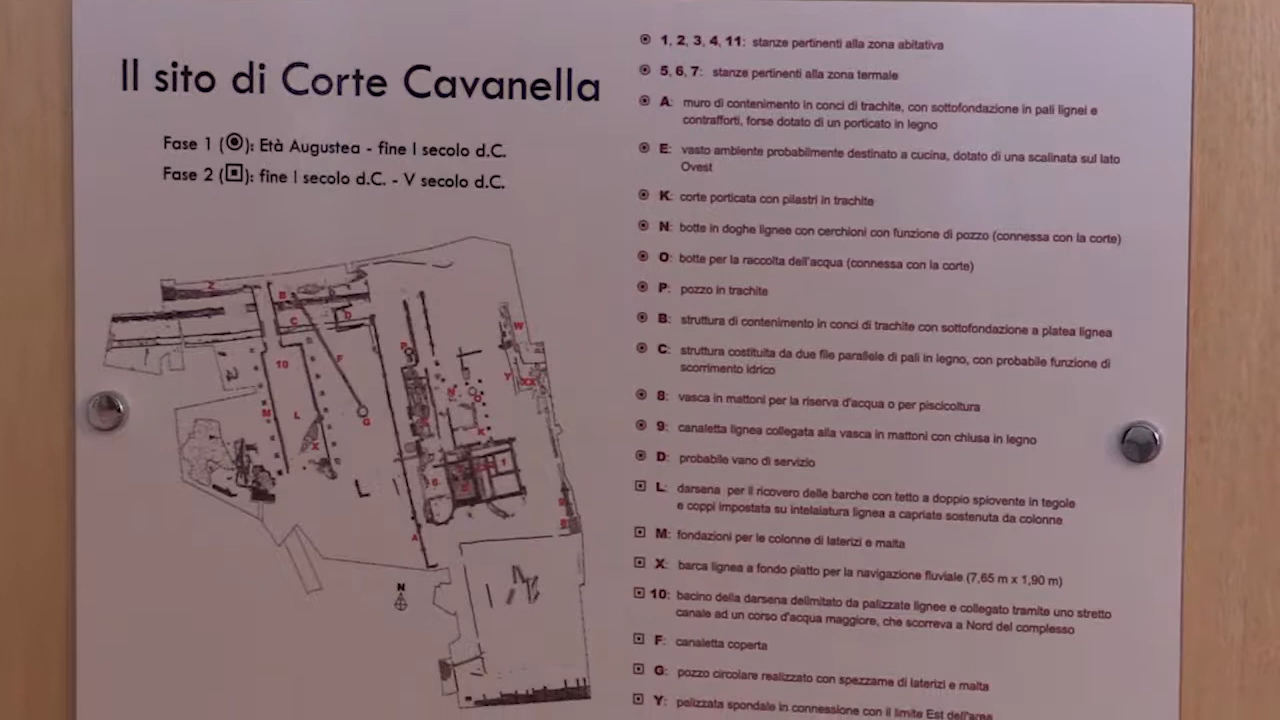 Il sito di Corte Cavanella
Fase 1 (): Età Augustea - fine I secolo d.C.
Fase 2 (): fine I secolo d.C. - V secolo d.C.
Z
B
C
D
10
F
M
L
G
X
P
W
Y
XX
N
O
K
6
1
A
L
N
1, 2, 3, 4, 11: stanze pertinenti alla zona abitativa
5, 6, 7: stanze pertinenti alla zona termale
A: muro di contenimento in conci di trachite, con sottofondazione in pali lignei e
contrafforti, forse dotato di un porticato in legno
E: vasto ambiente probabilmente destinato a cucina, dotato di una scalinata sul lato
Ovest
K: corte porticata con pilastri in trachite
N: botte in doghe lignee con cerchioni con funzione di pozzo (connessa con la corte)
O: botte per la raccolta dell'acqua (connessa con la corte)
P: pozzo in trachite
B: struttura di contenimento in conci di trachite con sottofondazione a platea lignea
C: struttura costituita da due file parallele di pali in legno, con probabile funzione di
scorrimento idrico
8: vasca in mattoni per la riserva d'acqua o per piscicoltura
9: canaletta lignea collegata alla vasca in mattoni con chiusa in legno
D: probabile vano di servizio
L: darsena per il ricovero delle barche con tetto a doppio spiovente in tegole
e coppi impostata su intelaiatura lignea a capriate sostenuta da colonne
M: fondazioni per le colonne di laterizi e malta
X: barca lignea a fondo piatto per la navigazione fluviale (7,65 m x 1,90 m)
10: bacino della darsena delimitato da palizzate lignee e collegato tramite uno stretto
canale ad un corso d'acqua maggiore, che scorreva a Nord del complesso
F: canaletta coperta
G: pozzo circolare realizzato con spezzame di laterizi e malta
Y: palizzata spondale in connessione con il limite Est dell'area